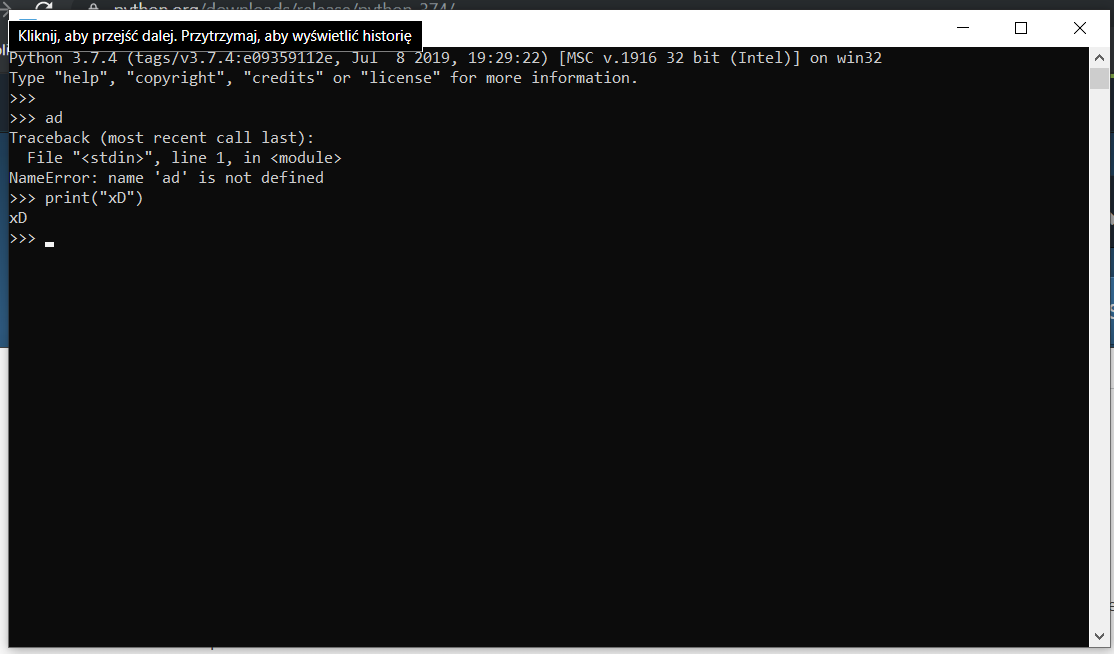 python.org/downloads/release/python-374/
Kliknij, aby przejść dalej. Przytrzymaj, aby wyświetlić historię
Python 3.7.4 (tags/v3.7.4:e09359112e, Jul  8 2019, 19:29:22) [MSC v.1916 32 bit (Intel)] on win32
Type "help", "copyright", "credits" or "license" for more information.
>>>
>>> ad
Traceback (most recent call last):
  File "<stdin>", line 1, in <module>
NameError: name 'ad' is not defined
>>> print("xD")
xD
>>>